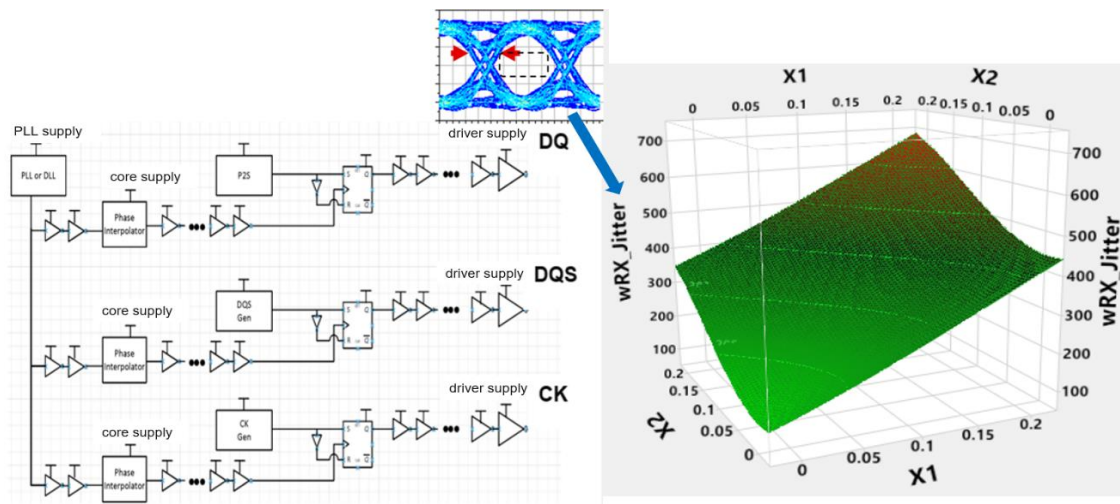 PLL supply
PLL or DLL
core supply
Phase
Interpolator
P2S
S
Q
R
Q
driver supply
DQ
core supply
Phase
Interpolator
DQS
Gen
S
Q
R
Q
driver supply
DQS
core supply
Phase
Interpolator
CK
Gen
S
Q
R
Q
driver supply
CK
X1
X2
0 0.05 0.1 0.15 0.2
0.2 0.15 0.1 0.05 0
wRX_Jitter
700
600
500
400
300
200
100
700
600
500
400
300
200
100
wRX_Jitter
0.2
0.15
0.1
0.05
0
X2
0 0.05 0.1 0.15 0.2
X1